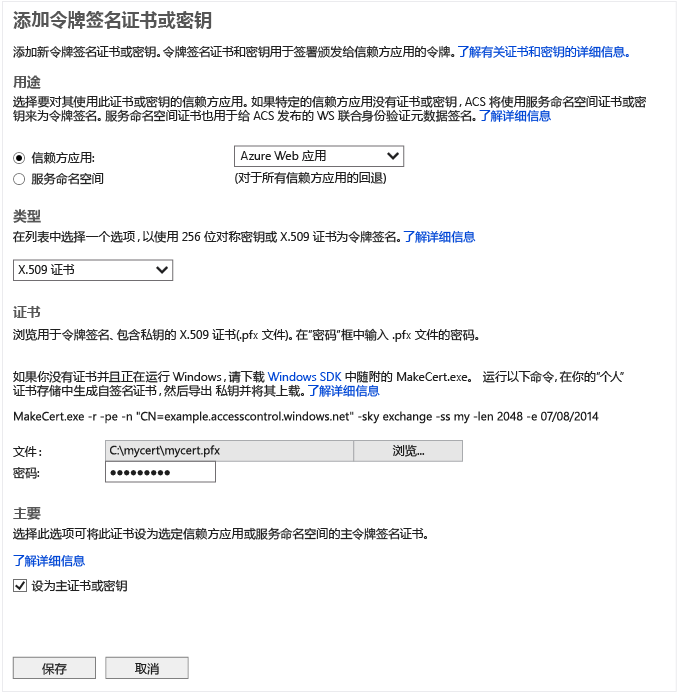 添加令牌签名证书或密钥
添加新令牌签名证书或密钥。令牌签名证书和密钥用于签署颁发给信赖方应用的令牌。了解有关证书和密钥的详细信息。
用途
选择要对其使用此证书或密钥的信赖方应用。如果特定的信赖方应用没有证书或密钥，ACS 将使用服务命名空间证书或密
钥来为令牌签名。服务命名空间证书也用于给 ACS 发布的 WS 联合身份验证元数据签名。了解详细信息
信赖方应用: Azure Web 应用
服务命名空间 (对于所有信赖方应用的回退)
类型
在列表中选择一个选项，以使用 256 位对称密钥或 X.509 证书为令牌签名。了解详细信息
X.509 证书
证书
浏览用于令牌签名、包含私钥的 X.509 证书(.pfx 文件)。在“密码”框中输入 .pfx 文件的密码。
如果你没有证书并且正在运行 Windows，请下载 Windows SDK 中随附的 MakeCert.exe。 运行以下命令，在你的“个人”
证书存储中生成自签名证书，然后导出 私钥并将其上载。了解详细信息
MakeCert.exe -r -pe -n "CN=example.accesscontrol.windows.net" -sky exchange -ss my -len 2048 -e 07/08/2014
文件： C:\mycert\mycert.pfx 浏览...
密码: ●●●●●●●●●
主要
选择此选项可将此证书设为选定信赖方应用或服务命名空间的主令牌签名证书。
了解详细信息
设为主证书或密钥
保存 取消